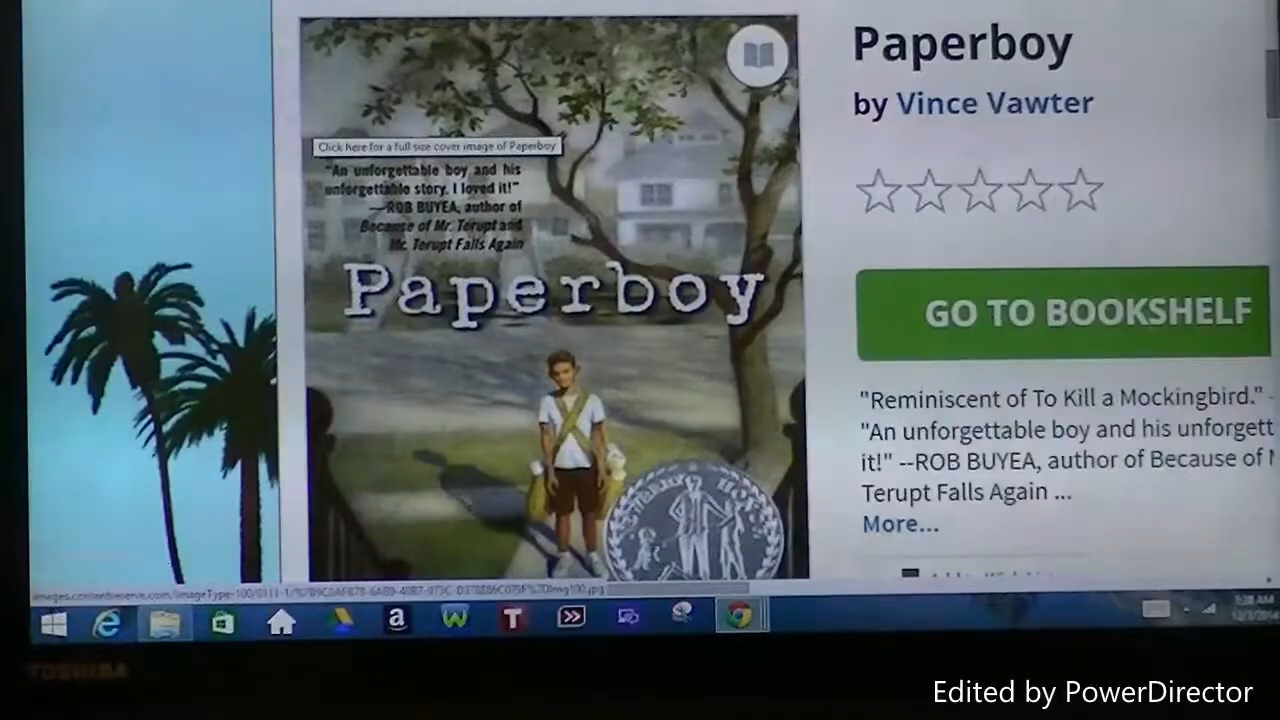 Paperboy
by Vince Vawter
Click here for a full size cover image of Paperboy
"An unforgettable boy and his
unforgettable story. I loved it!"
—ROB BUYEA, author of
Because of Mr. Terupt and
Mr. Terupt Falls Again
Paperboy
GO TO BOOKSHELF
"Reminiscent of To Kill a Mockingbird."
"An unforgettable boy and his unforgett
it!" --ROB BUYEA, author of Because of
Terupt Falls Again ...
More...
TOSHIBA
Edited by PowerDirector